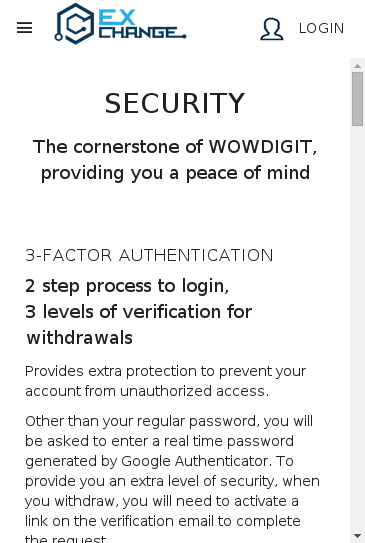 EX
CHANGE
LOGIN
SECURITY
The cornerstone of WOWDIGIT,
providing you a peace of mind
3-FACTOR AUTHENTICATION
2 step process to login,
3 levels of verification for
withdrawals
Provides extra protection to prevent your
account from unauthorized access.
Other than your regular password, you will
be asked to enter a real time password
generated by Google Authenticator. To
provide you an extra level of security, when
you withdraw, you will need to activate a
link on the verification email to complete
the request